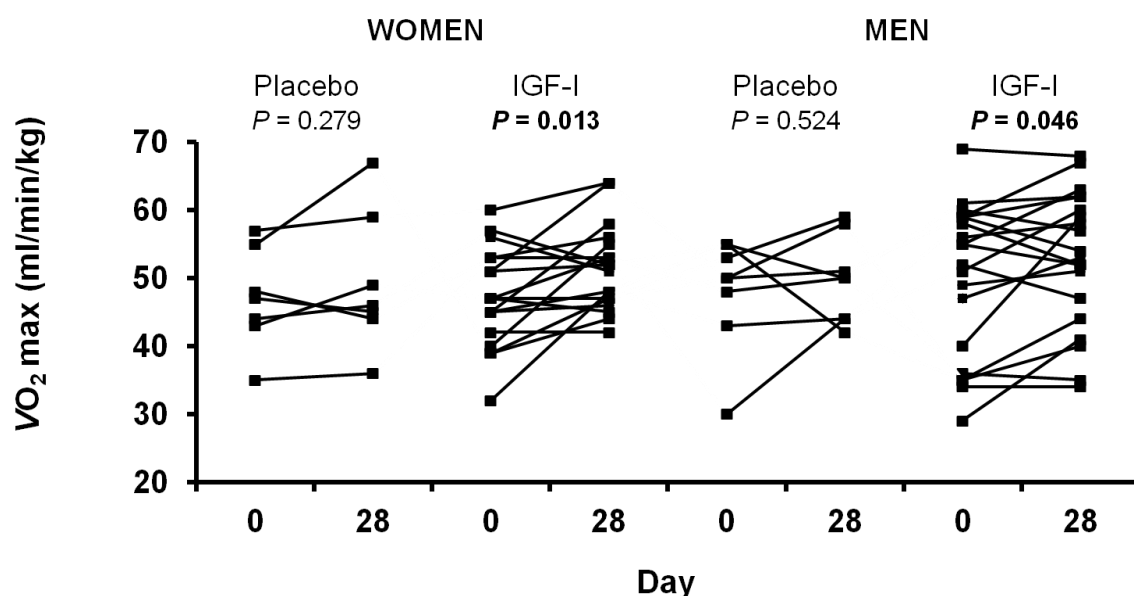 WOMEN MEN
Placebo IGF-I Placebo IGF-I
P = 0.279 P = 0.013 P = 0.524 P = 0.046
VO2 max (ml/min/kg)
70
60
50
40
30
20
0 28 0 28 0 28 0 28
Day